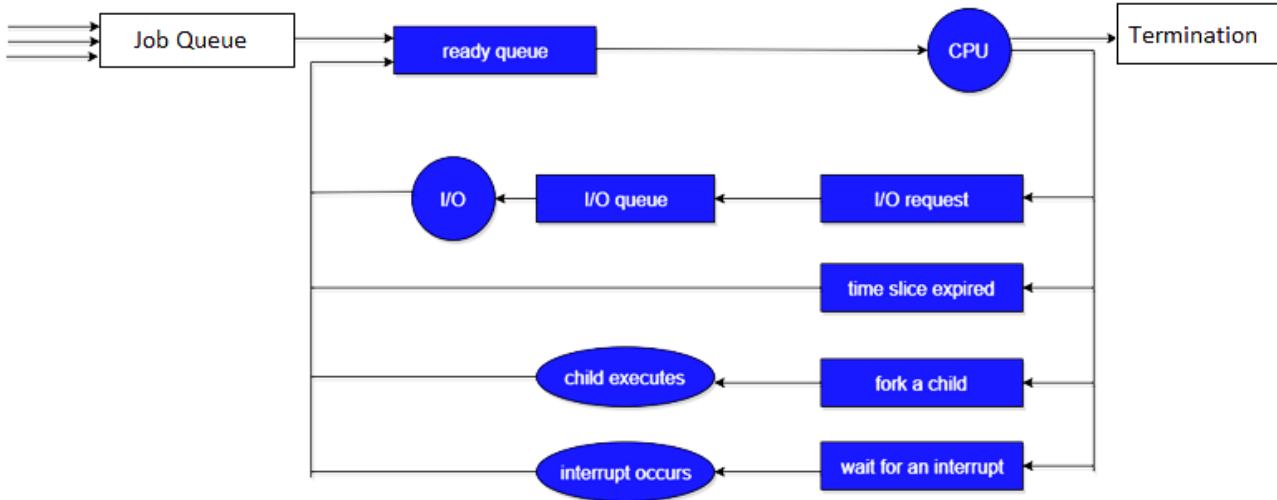 Job Queue
ready queue
CPU
Termination
I/O
I/O queue
I/O request
time slice expired
child executes
fork a child
interrupt occurs
wait for an interrupt